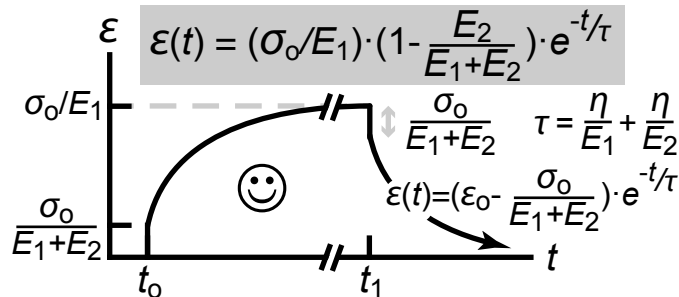 ε
ε(t) = (σo/E1)·(1-E2/(E1+E2))·e^-t/τ
σo/E1
σo/(E1+E2)
τ = η/E1 + η/E2
ε(t)=(εo- σo/(E1+E2))·e^-t/τ
σo/(E1+E2)
to
t1
t